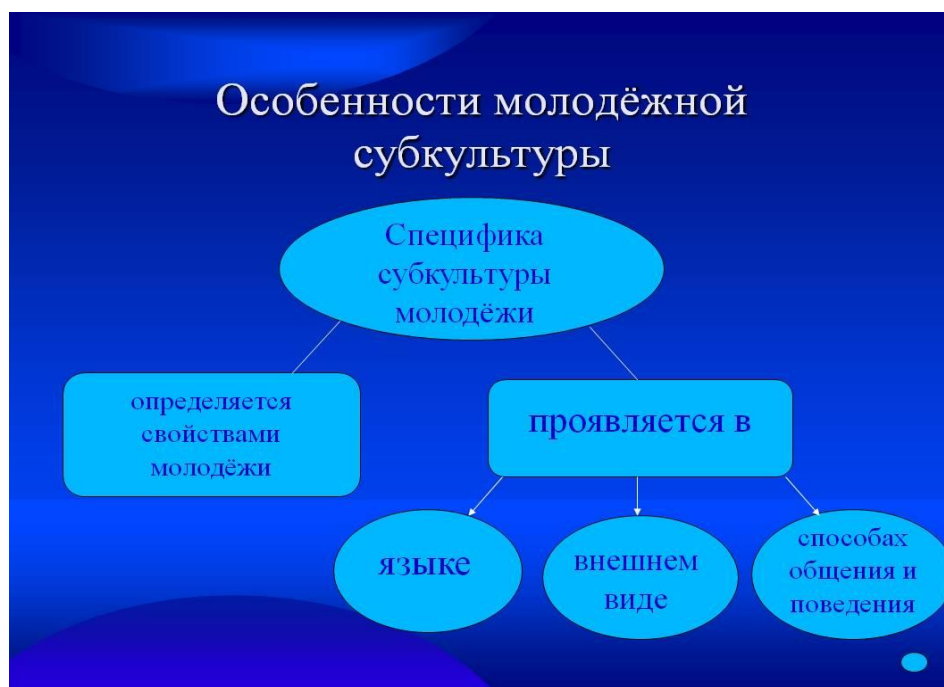 Особенности молодёжной
субкультуры
Специфика
субкультуры
молодёжи
определяется
свойствами
молодёжи
проявляется в
языке
внешнем
виде
способах
общения и
поведения